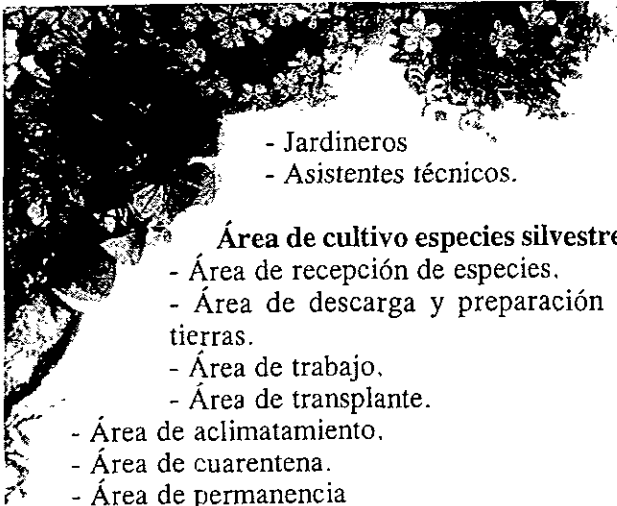 - Jardineros
- Asistentes técnicos.
Área de cultivo especies silvestre
- Área de recepción de especies.
- Área de descarga y preparación
tierras.
- Área de trabajo.
- Área de transplante.
- Área de aclimatamiento.
- Área de cuarentena.
- Área de permanencia